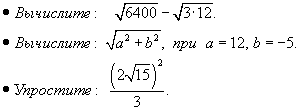 • Вычислите: √6400 − √3·12.
• Вычислите: √a² + b², при a = 12, b = −5.
• Упростите: (2√15)²/3.